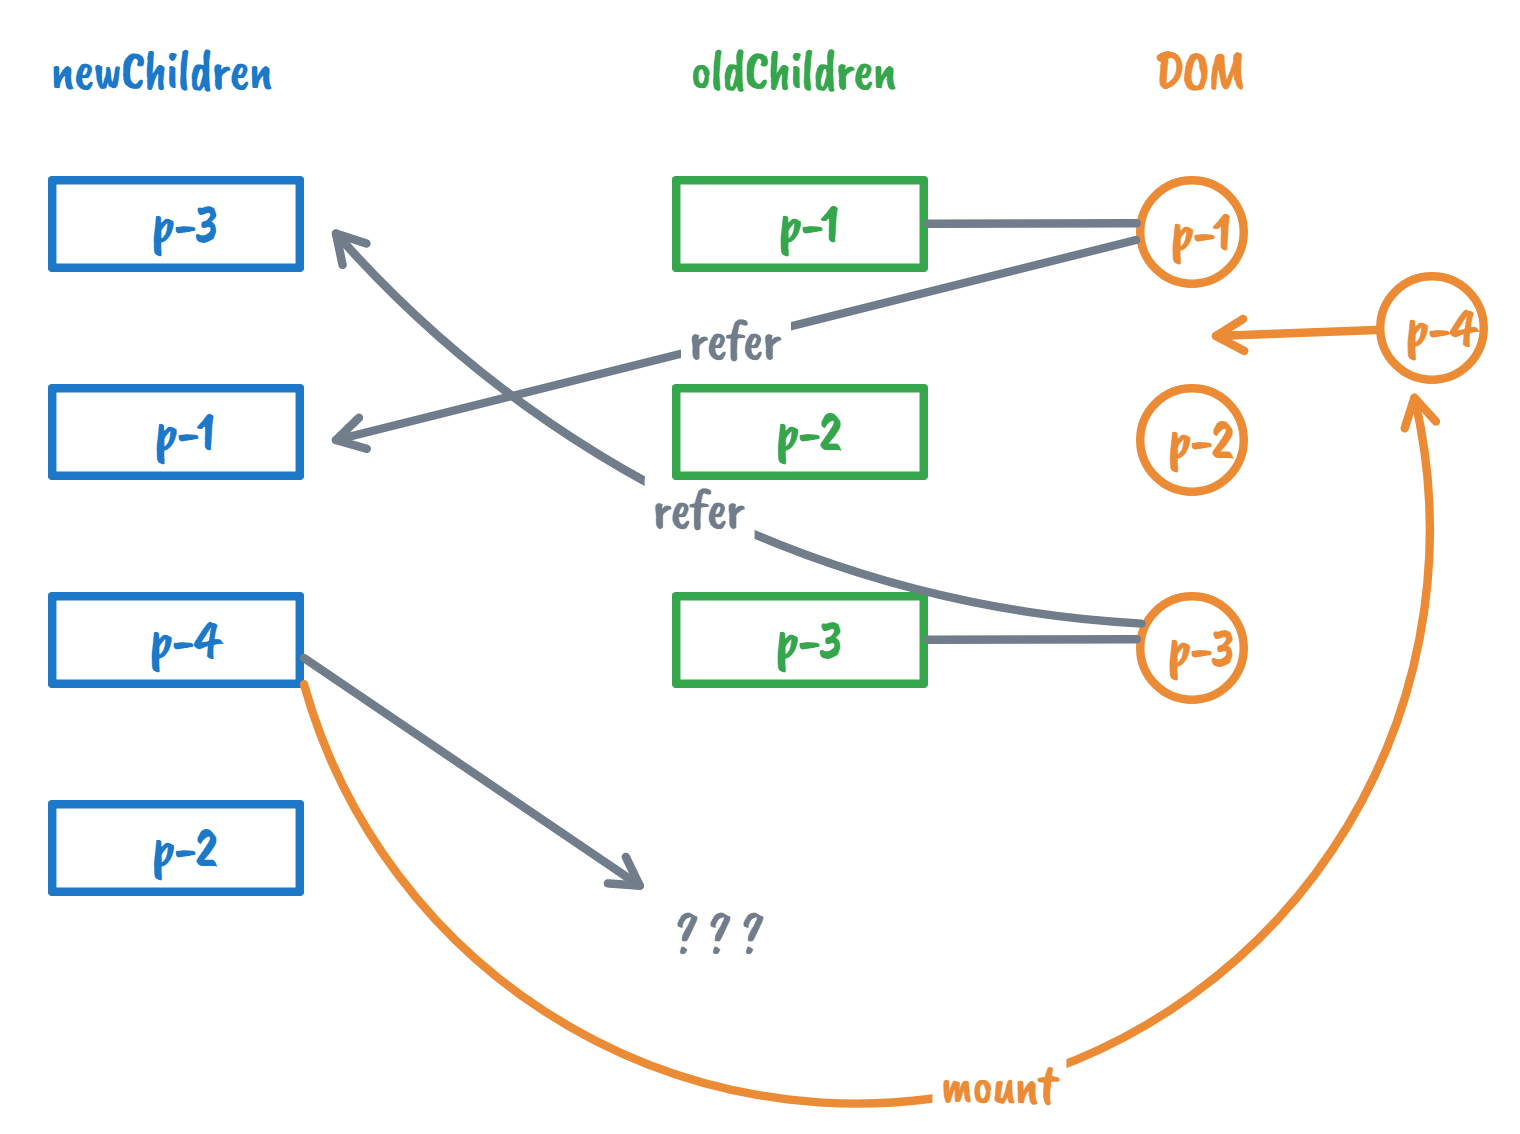 newChildren oldChildren DOM
p-3 p-1 p-1
refer p-4
p-1 p-2 p-2
refer
p-4 p-3 p-3
p-2
? ? ?
mount